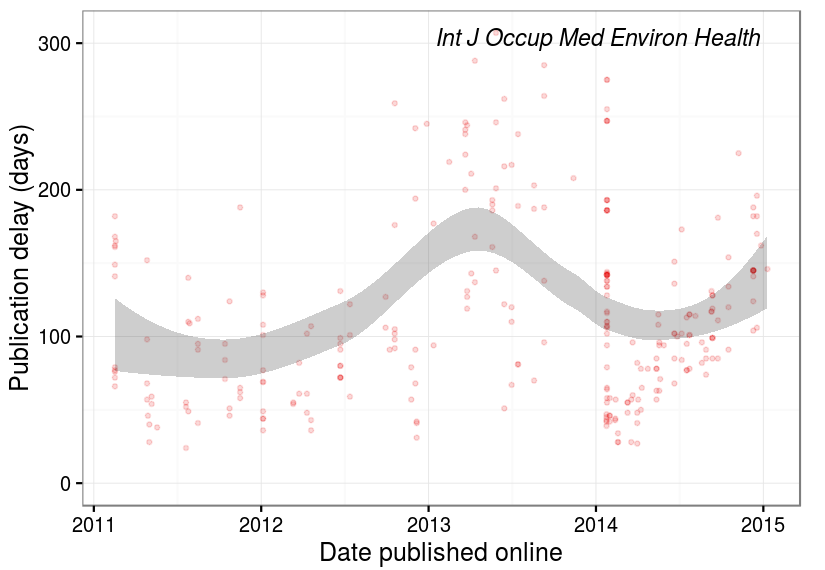 Int J Occup Med Environ Health
300
200
100
0
Publication delay (days)
2011 2012 2013 2014 2015
Date published online